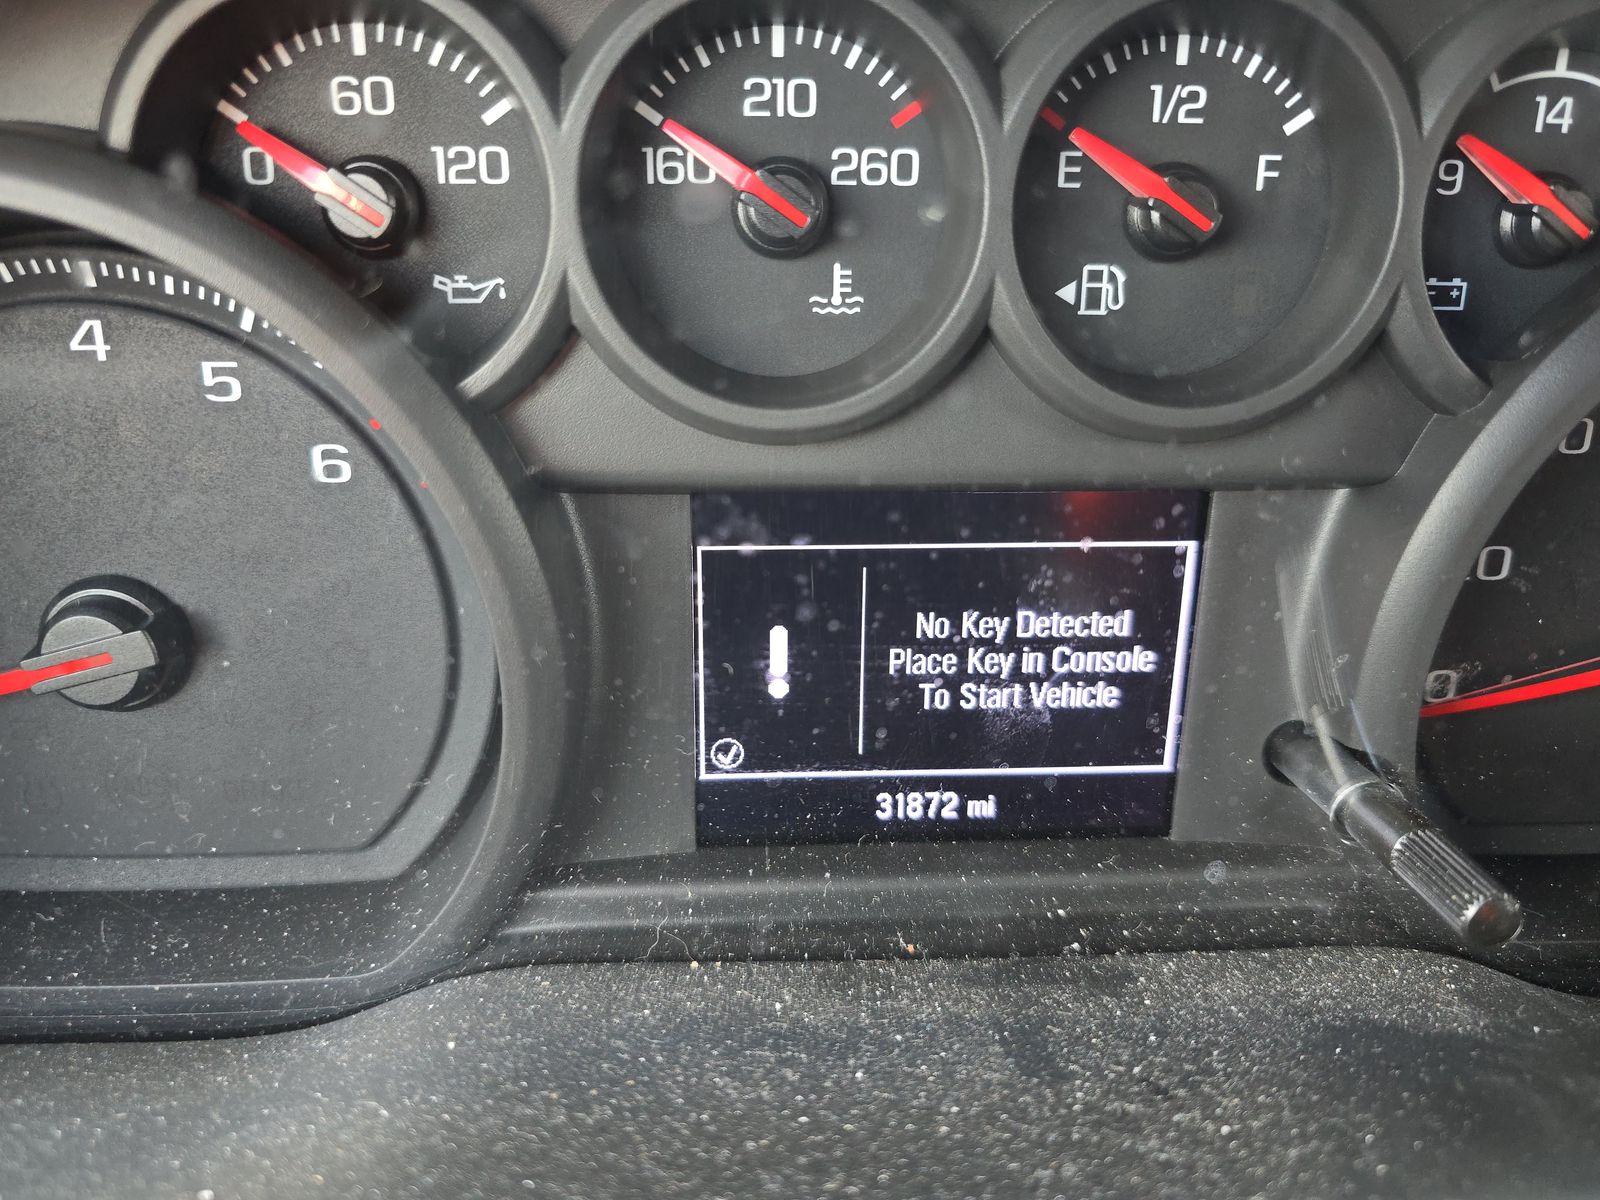 60
0
120
210
160
260
1/2
E
F
14
9
4
5
6
No Key Detected
Place Key in Console
To Start Vehicle
31872 mi
0